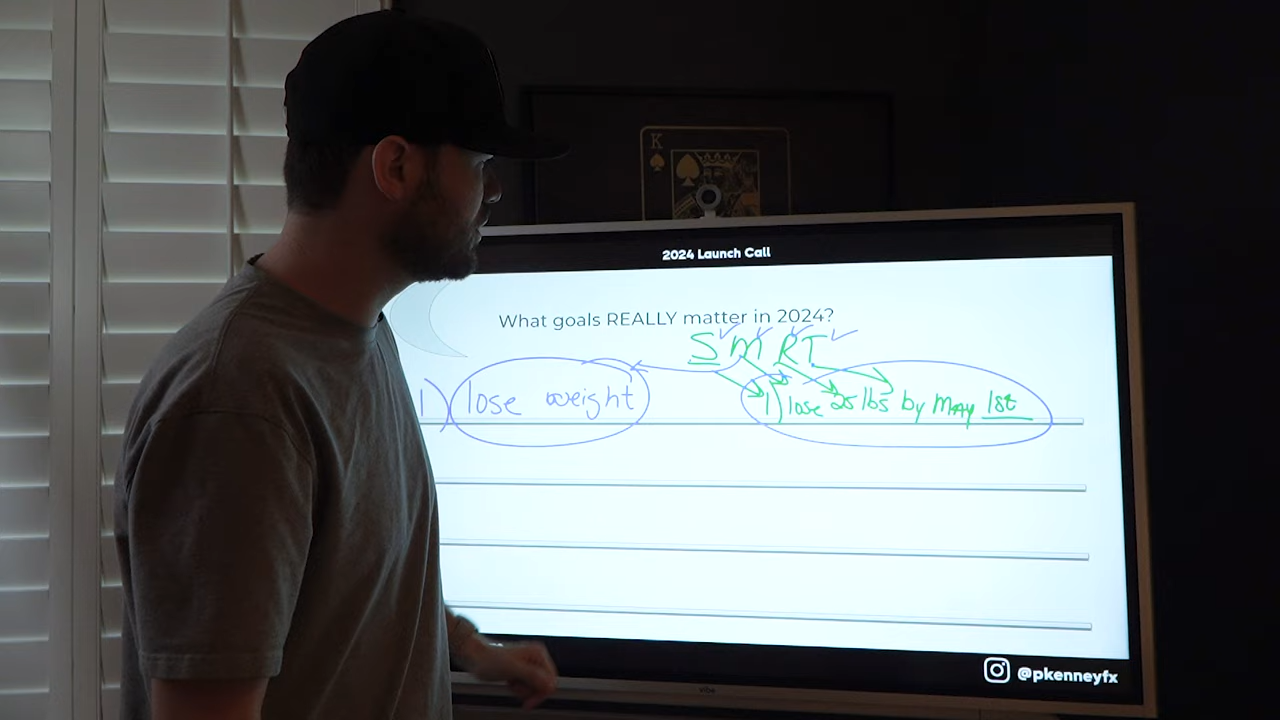 K
2024 Launch Call
What goals REALLY matter in 2024?
S M R T
1) lose weight
1) lose 25 lbs by MAY 1st
@pkenneyfx
vibe